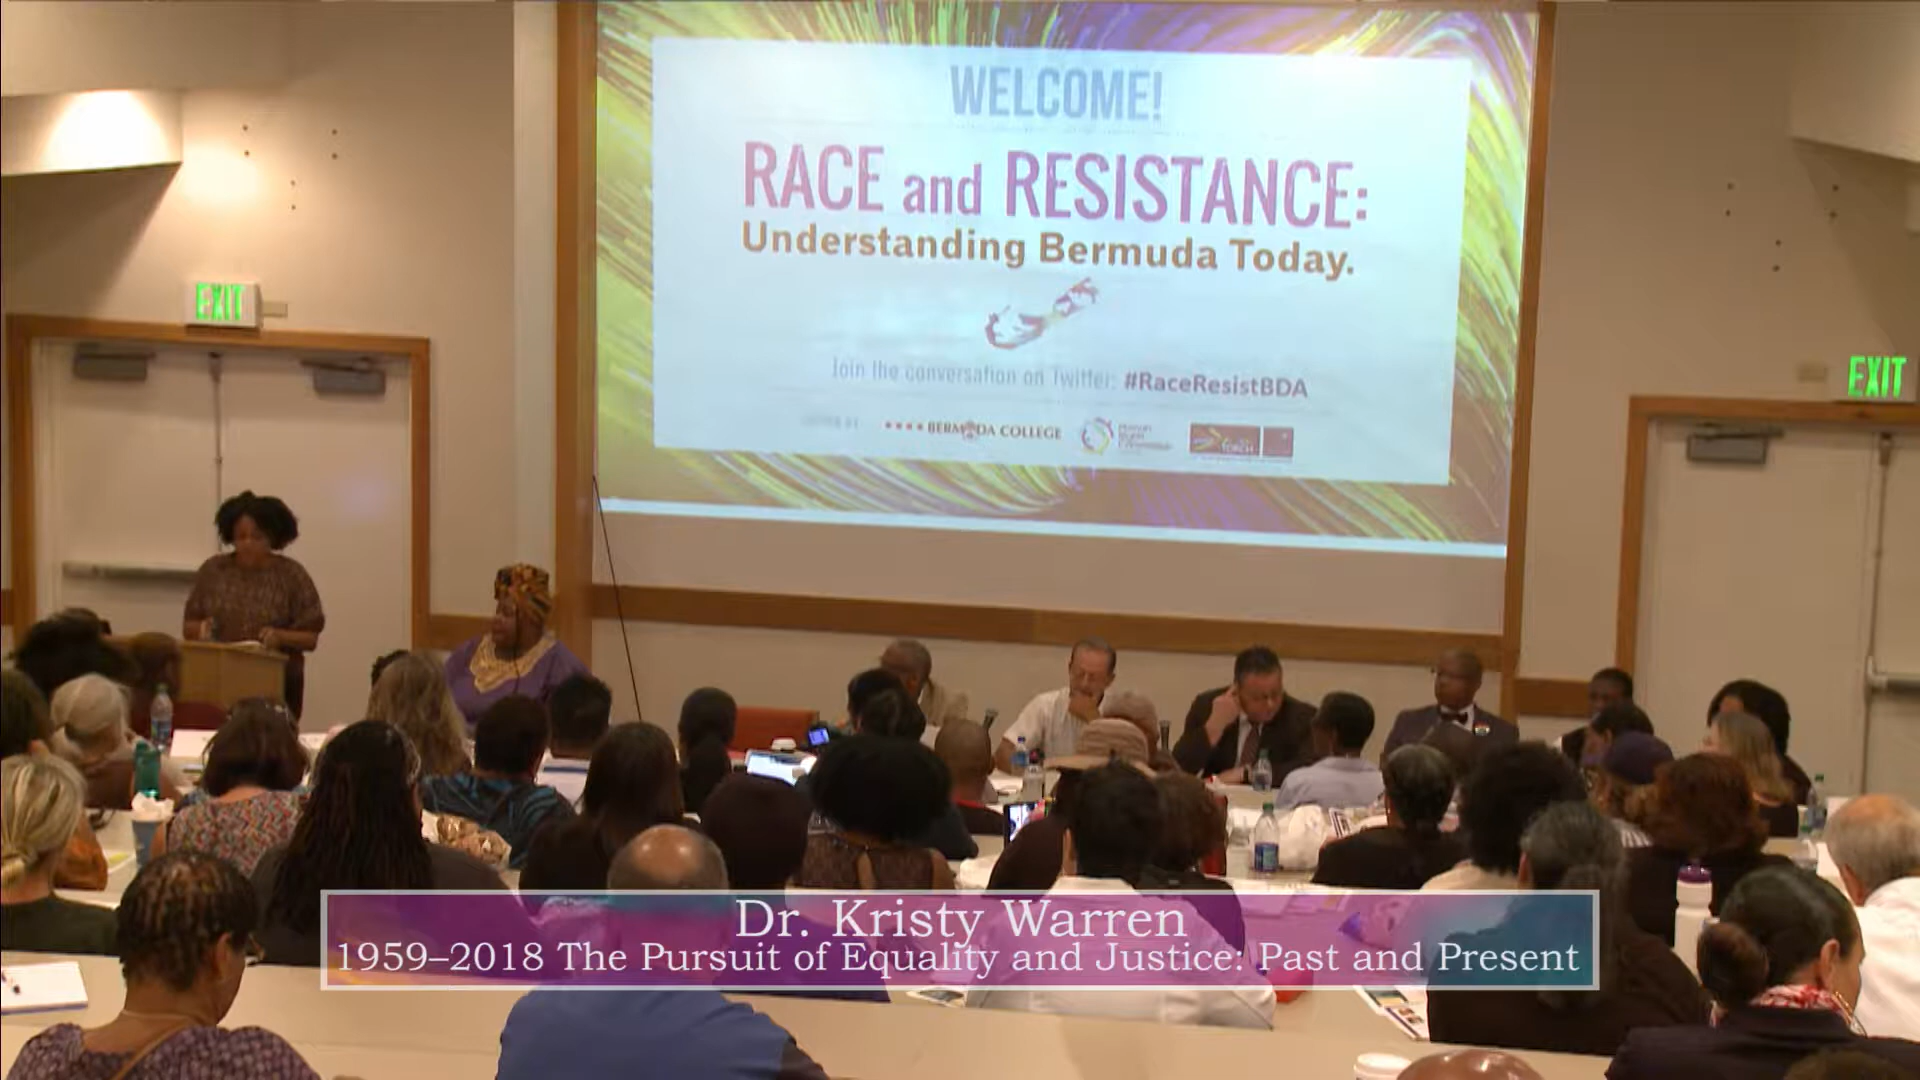 WELCOME!
RACE and RESISTANCE:
Understanding Bermuda Today.
Join the conversation on Twitter: #RaceResistBDA
BERMUDA COLLEGE
TORCH
EXIT
EXIT
Dr. Kristy Warren
1959–2018 The Pursuit of Equality and Justice: Past and Present